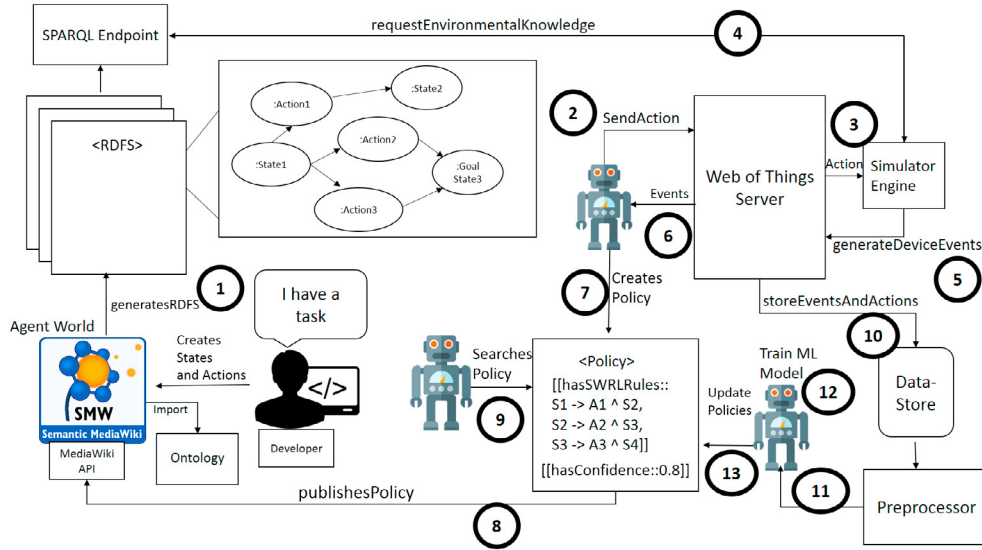 requestEnvironmentalKnowledge
4
SPARQL Endpoint
<RDFS>
:Action1
:State2
:Action2
:State1
:Goal
State3
:Action3
2
SendAction
Events
6
Web of Things
Server
3
Action
Simulator
Engine
generateDeviceEvents
5
7
Creates
Policy
1
generatesRDFS
I have a
task
storeEventsAndActions
10
Agent World
SMW
Semantic MediaWiki
MediaWiki
API
Creates
States
and Actions
Import
Ontology
</>
Developer
Searches
Policy
9
<Policy>
[[hasSWRLRules::
S1 -> A1 ^ S2,
S2 -> A2 ^ S3,
S3 -> A3 ^ S4]]
[[hasConfidence::0.8]]
Train ML
Model
12
Update
Policies
13
Data-
Store
11
Preprocessor
publishesPolicy
8